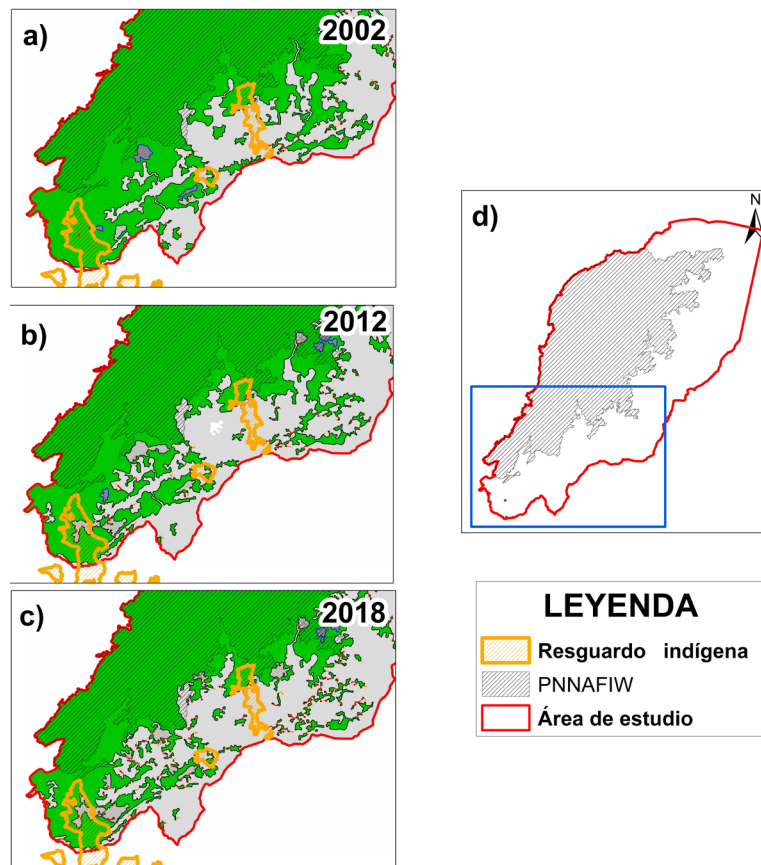 a)
2002
b)
2012
c)
2018
d)
N
LEYENDA
Resguardo indígena
PNNAFIW
Área de estudio